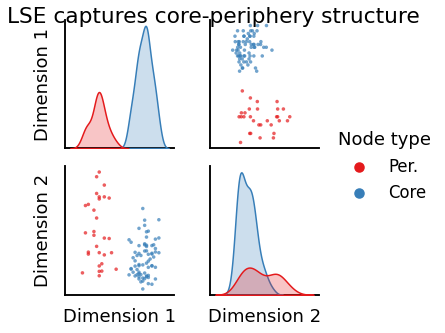 LSE captures core-periphery structure
Dimension 1
Node type
Per.
Core
Dimension 2
Dimension 1
Dimension 2